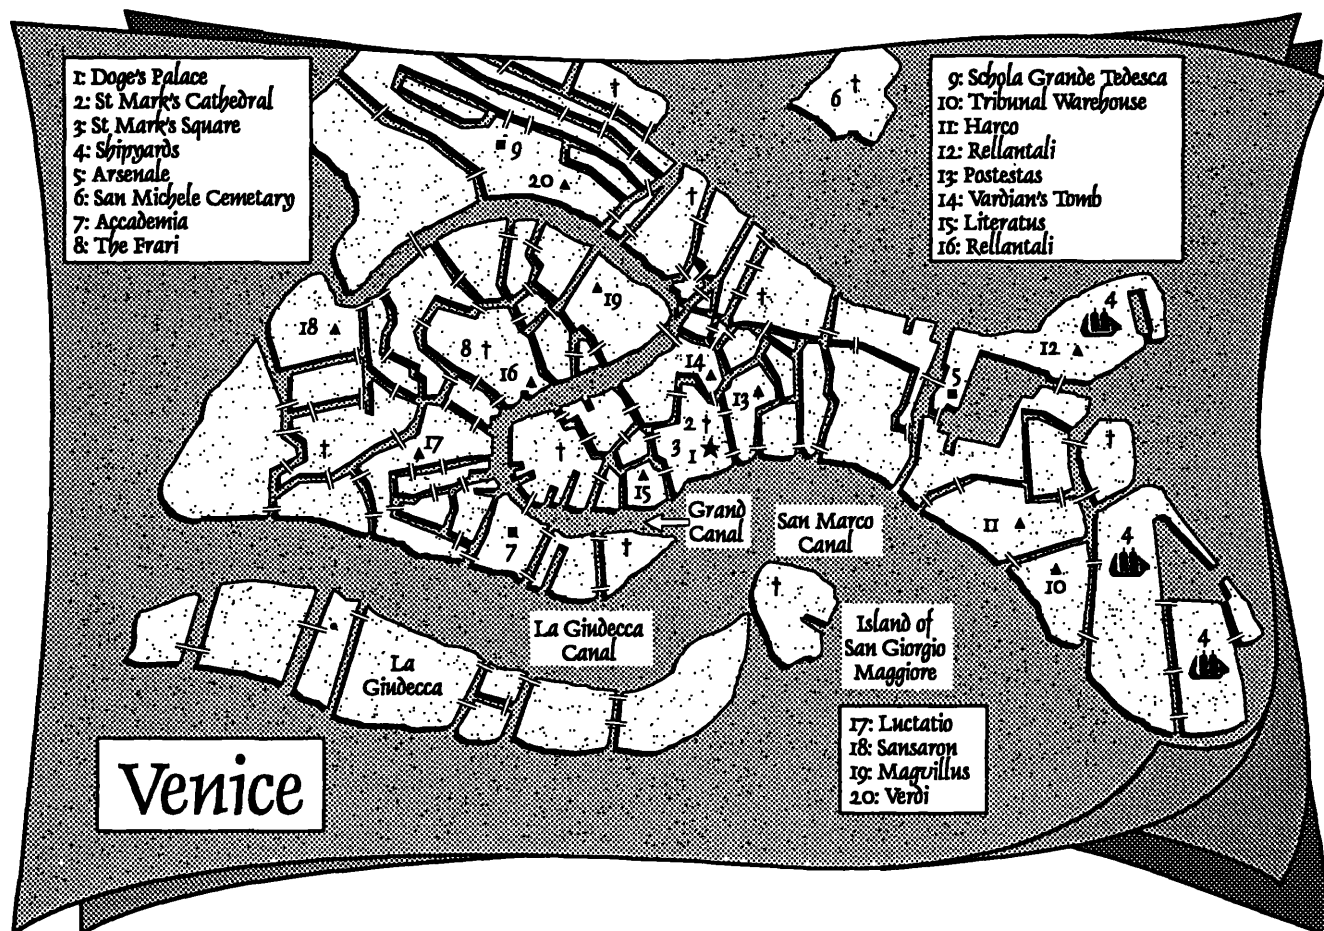 1: Doge's Palace
2: St Mark's Cathedral
3: St Mark's Square
4: Shipyards
5: Arsenale
6: San Michele Cemetary
7: Accademia
8: The Frari
9: Schola Grande Tedesca
10: Tribunal Warehouse
11: Harco
12: Rellantali
13: Postestas
14: Vardian's Tomb
15: Literatus
16: Rellantali
6
9
20
19
18
8
16
14
13
2
3
1
15
17
7
5
12
4
11
10
4
4
Grand
Canal
San Marco
Canal
La Giudecca
Canal
La
Giudecca
Island of
San Giorgio
Maggiore
17: Luctatio
18: Sansaron
19: Magvillus
20: Verdi
Venice